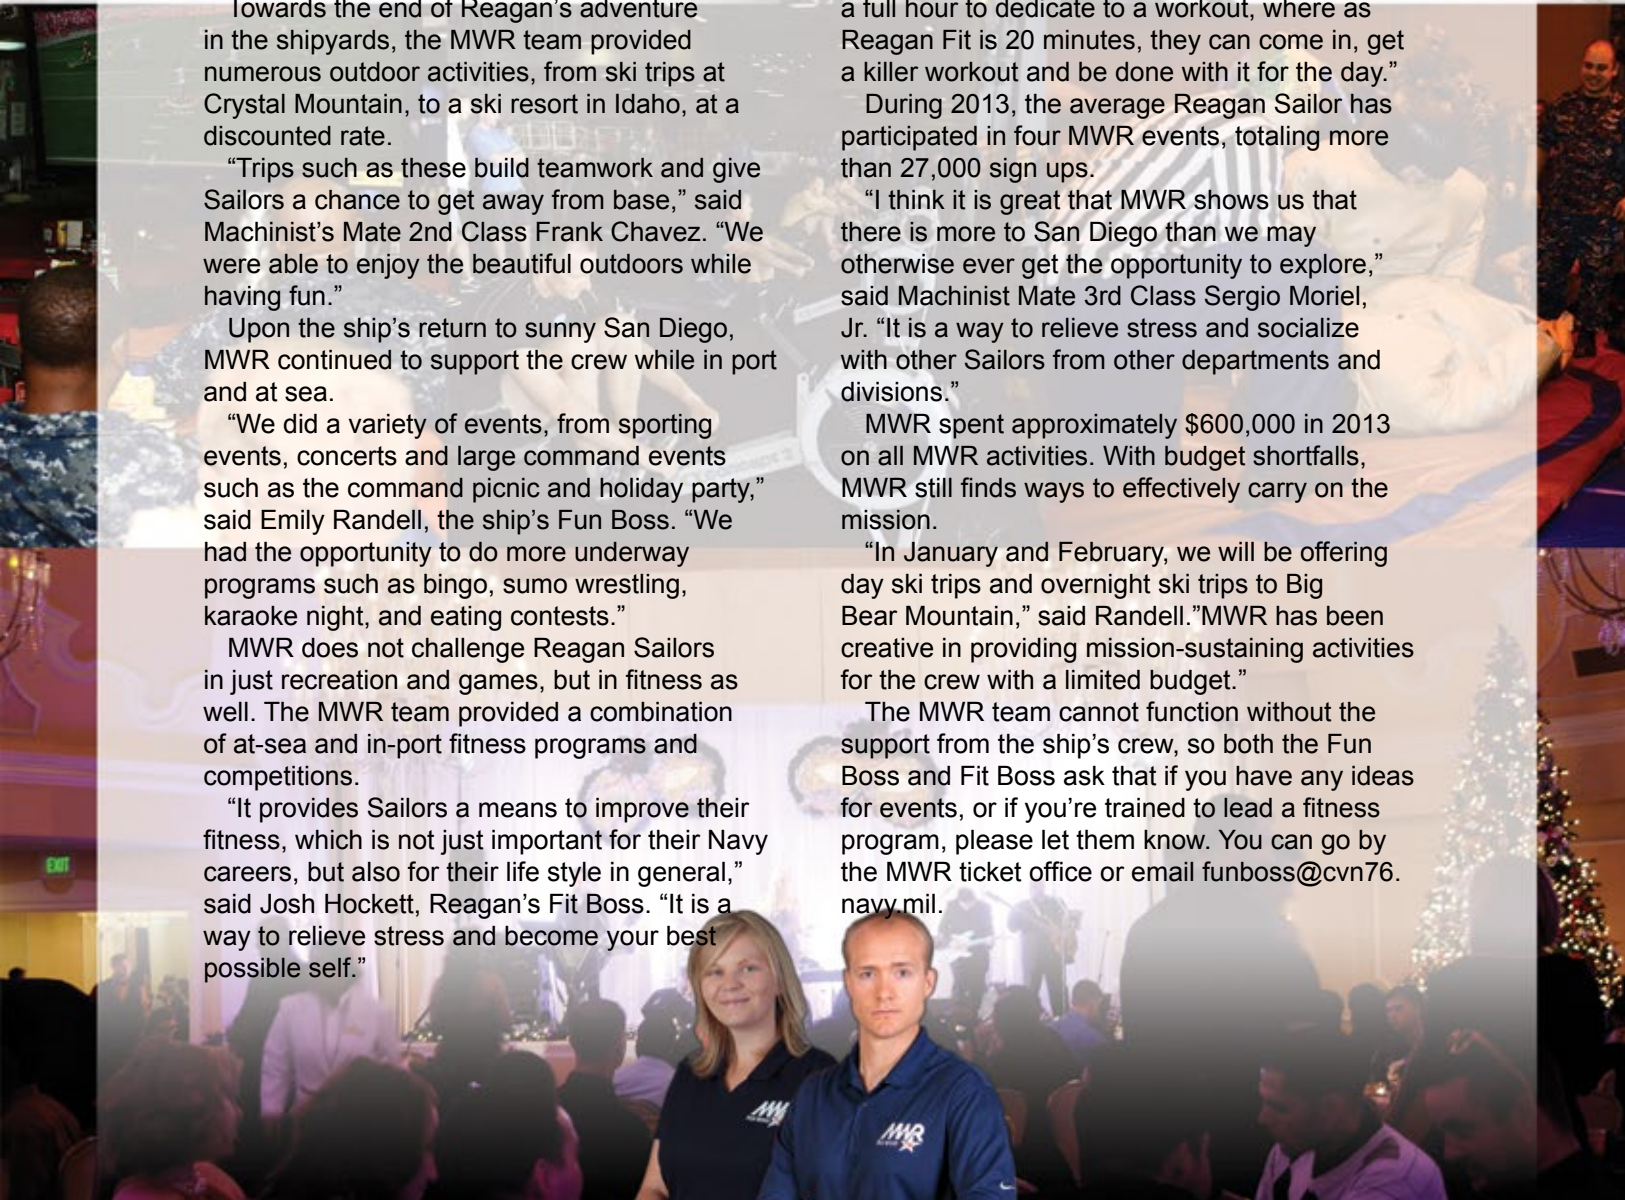 Towards the end of Reagan’s adventure
in the shipyards, the MWR team provided
numerous outdoor activities, from ski trips at
Crystal Mountain, to a ski resort in Idaho, at a
discounted rate.
“Trips such as these build teamwork and give
Sailors a chance to get away from base,” said
Machinist’s Mate 2nd Class Frank Chavez. “We
were able to enjoy the beautiful outdoors while
having fun.”
Upon the ship’s return to sunny San Diego,
MWR continued to support the crew while in port
and at sea.
“We did a variety of events, from sporting
events, concerts and large command events
such as the command picnic and holiday party,”
said Emily Randell, the ship’s Fun Boss. “We
had the opportunity to do more underway
programs such as bingo, sumo wrestling,
karaoke night, and eating contests.”
MWR does not challenge Reagan Sailors
in just recreation and games, but in fitness as
well. The MWR team provided a combination
of at-sea and in-port fitness programs and
competitions.
“It provides Sailors a means to improve their
fitness, which is not just important for their Navy
careers, but also for their life style in general,”
said Josh Hockett, Reagan’s Fit Boss. “It is a
way to relieve stress and become your best
possible self.”
a full hour to dedicate to a workout, where as
Reagan Fit is 20 minutes, they can come in, get
a killer workout and be done with it for the day.”
During 2013, the average Reagan Sailor has
participated in four MWR events, totaling more
than 27,000 sign ups.
“I think it is great that MWR shows us that
there is more to San Diego than we may
otherwise ever get the opportunity to explore,”
said Machinist Mate 3rd Class Sergio Moriel,
Jr. “It is a way to relieve stress and socialize
with other Sailors from other departments and
divisions.”
MWR spent approximately $600,000 in 2013
on all MWR activities. With budget shortfalls,
MWR still finds ways to effectively carry on the
mission.
“In January and February, we will be offering
day ski trips and overnight ski trips to Big
Bear Mountain,” said Randell.”MWR has been
creative in providing mission-sustaining activities
for the crew with a limited budget.”
The MWR team cannot function without the
support from the ship’s crew, so both the Fun
Boss and Fit Boss ask that if you have any ideas
for events, or if you’re trained to lead a fitness
program, please let them know. You can go by
the MWR ticket office or email funboss@cvn76.
navy.mil.
EXIT
MWR